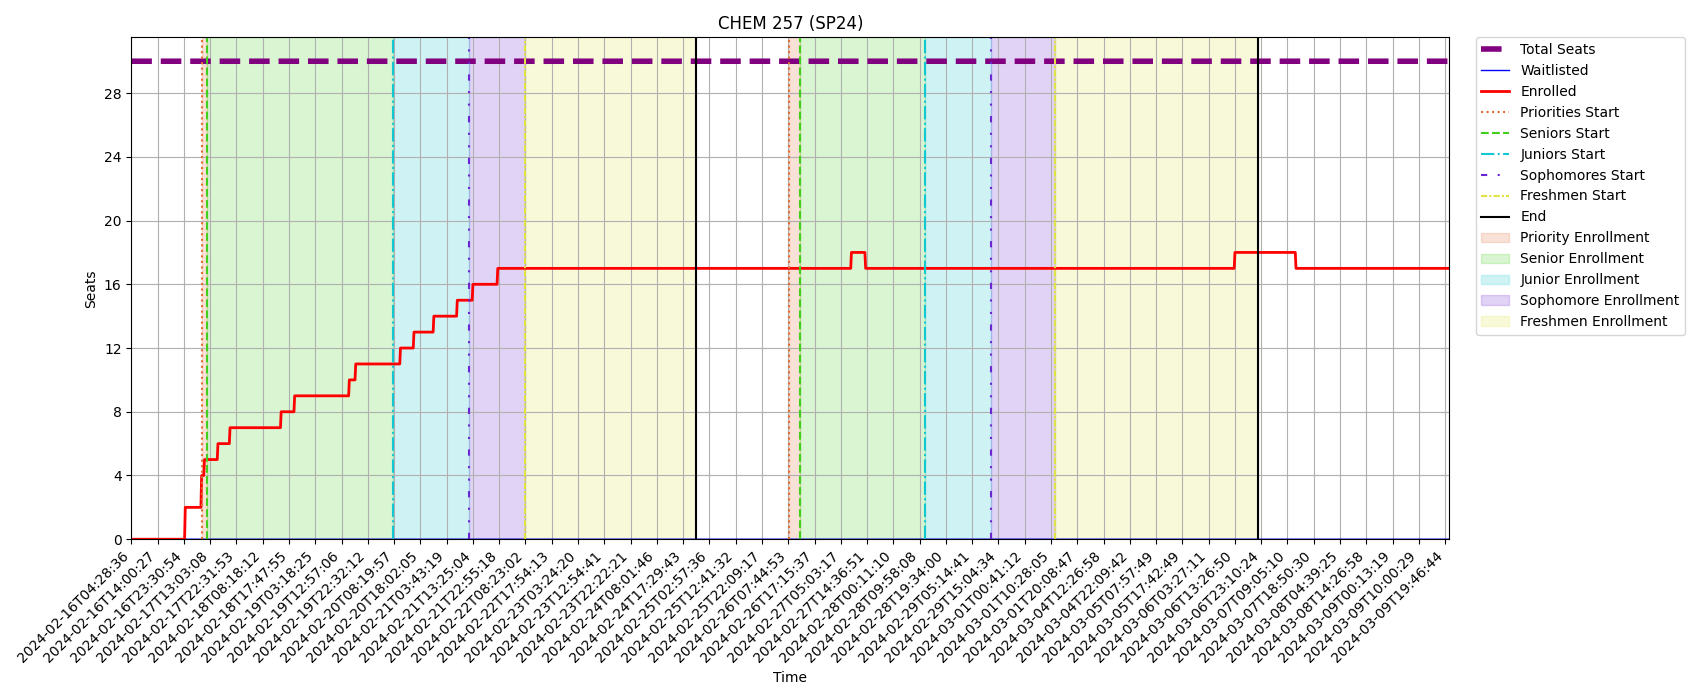 CHEM 257 (SP24)
Seats
28
24
20
16
12
8
4
0
2024-02-16T04:28:36
2024-02-16T14:00:27
2024-02-16T23:30:54
2024-02-17T13:03:08
2024-02-17T22:31:53
2024-02-18T08:18:12
2024-02-18T17:47:55
2024-02-19T03:18:25
2024-02-19T12:57:06
2024-02-19T22:32:12
2024-02-20T08:19:57
2024-02-20T18:02:05
2024-02-21T03:43:19
2024-02-21T13:25:04
2024-02-21T22:55:18
2024-02-22T08:23:02
2024-02-22T17:54:13
2024-02-23T03:24:20
2024-02-23T12:54:41
2024-02-23T22:22:21
2024-02-24T08:01:46
2024-02-24T17:29:43
2024-02-25T02:57:36
2024-02-25T12:41:32
2024-02-25T22:09:17
2024-02-26T07:44:53
2024-02-26T17:15:37
2024-02-27T05:03:17
2024-02-27T14:36:51
2024-02-28T00:11:10
2024-02-28T09:58:08
2024-02-28T19:34:00
2024-02-29T05:14:41
2024-02-29T15:04:34
2024-03-01T00:41:12
2024-03-01T10:28:05
2024-03-01T20:08:47
2024-03-04T12:26:58
2024-03-04T22:09:42
2024-03-05T07:57:49
2024-03-05T17:42:49
2024-03-06T03:27:11
2024-03-06T13:26:50
2024-03-06T23:10:24
2024-03-07T09:05:10
2024-03-07T18:50:30
2024-03-08T04:39:25
2024-03-08T14:26:58
2024-03-09T00:13:19
2024-03-09T10:00:29
2024-03-09T19:46:44
Time
Total Seats
Waitlisted
Enrolled
Priorities Start
Seniors Start
Juniors Start
Sophomores Start
Freshmen Start
End
Priority Enrollment
Senior Enrollment
Junior Enrollment
Sophomore Enrollment
Freshmen Enrollment